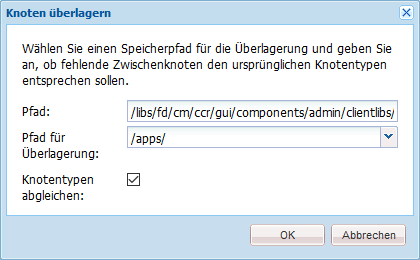 Knoten überlagern
Wählen Sie einen Speicherpfad für die Überlagerung und geben Sie
an, ob fehlende Zwischenknoten den ursprünglichen Knotentypen
entsprechen sollen.
Pfad: /libs/fd/cm/ccr/gui/components/admin/clientlibs/
Pfad für
Überlagerung: /apps/
Knotentypen
abgleichen:
OK Abbrechen